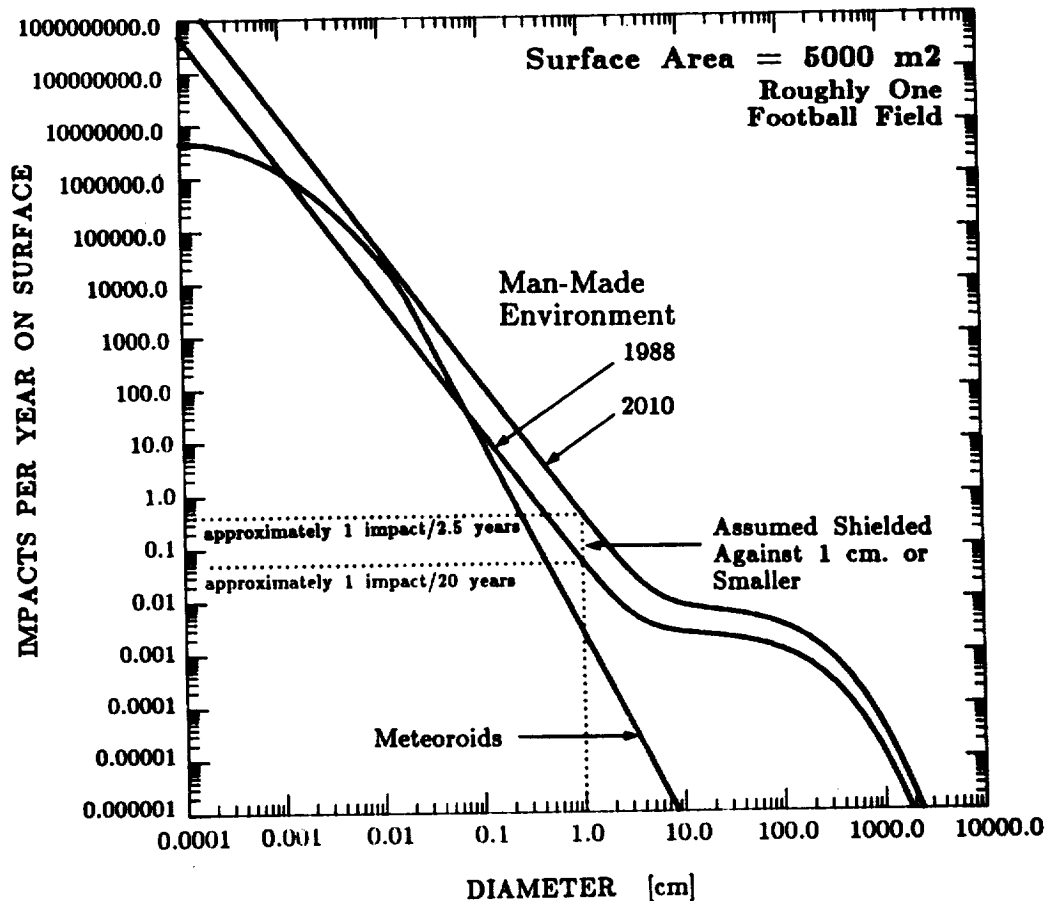 Surface Area = 5000 m2
Roughly One
Football Field
IMPACTS PER YEAR ON SURFACE
1000000000.0
100000000.0
10000000.0
1000000.0
100000.0
10000.0
1000.0
100.0
10.0
1.0
0.1
0.01
0.001
0.0001
0.00001
0.000001
Man-Made
Environment
1988
2010
approximately 1 impact/2.5 years
approximately 1 impact/20 years
Assumed Shielded
Against 1 cm. or
Smaller
Meteoroids
0.0001
0.001
0.01
0.1
1.0
10.0
100.0
1000.0
10000.0
DIAMETER [cm]